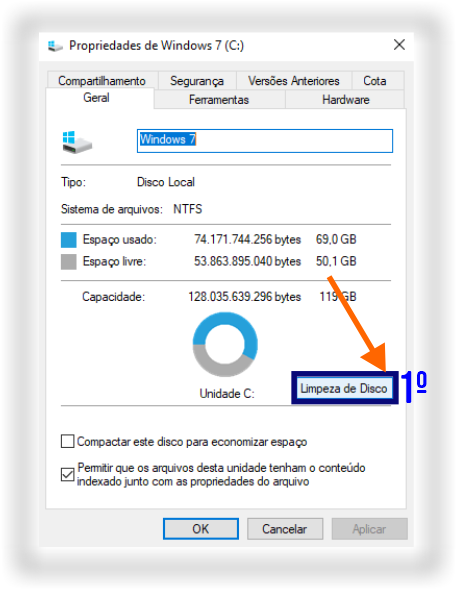 Propriedades de Windows 7 (C:)
Compartilhamento Segurança Versões Anteriores Cota
Geral Ferramentas Hardware
Windows 7
Tipo: Disco Local
Sistema de arquivos: NTFS
Espaço usado: 74.171.744.256 bytes 69,0 GB
Espaço livre: 53.863.895.040 bytes 50,1 GB
Capacidade: 128.035.639.296 bytes 119 GB
Unidade C: Limpeza de Disco 1º
Compactar este disco para economizar espaço
Permitir que os arquivos desta unidade tenham o conteúdo
indexado junto com as propriedades do arquivo
OK Cancelar Aplicar